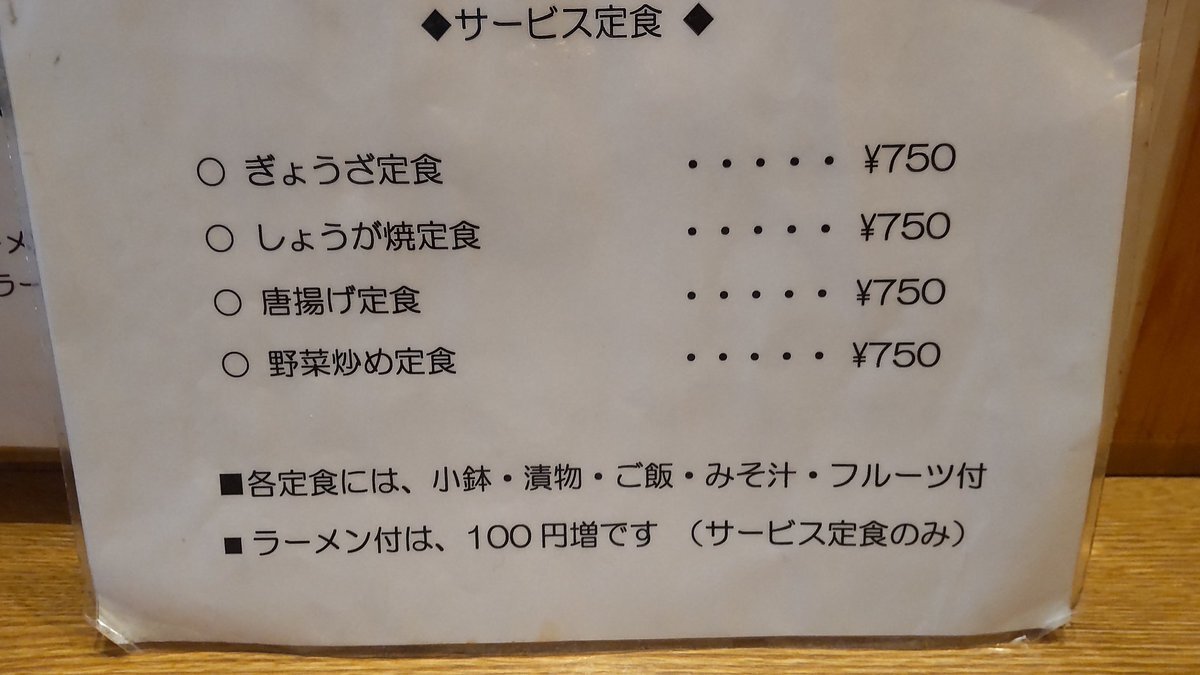 ◆サービス定食 ◆
○ ぎょうざ定食 ・・・・・ ¥750
○ しょうが焼定食 ・・・・・ ¥750
○ 唐揚げ定食 ・・・・・ ¥750
○ 野菜炒め定食 ・・・・・ ¥750
■各定食には、小鉢・漬物・ご飯・みそ汁・フルーツ付
■ラーメン付は、100円増です （サービス定食のみ）